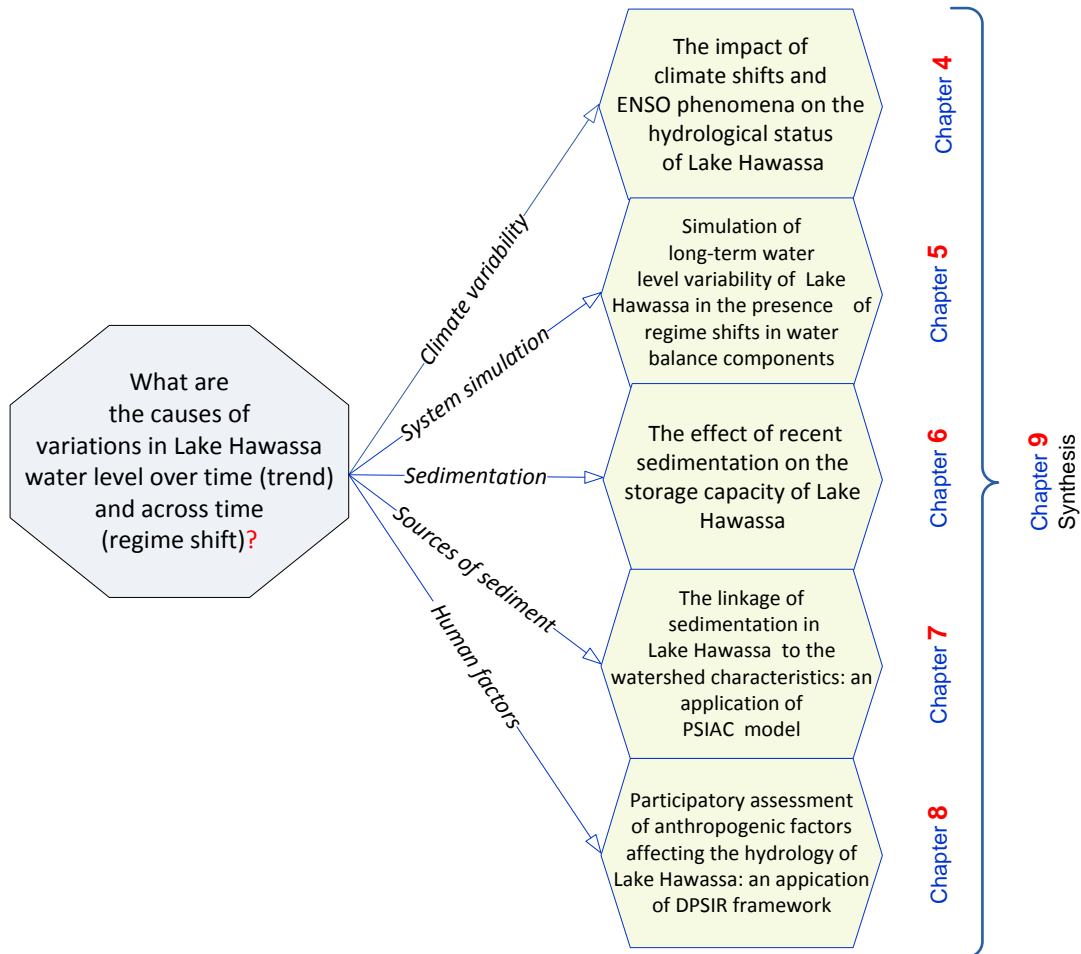 What are
the causes of
variations in Lake Hawassa
water level over time (trend)
and across time
(regime shift)?
Climate variability
System simulation
Sedimentation
Sources of sediment
Human factors
The impact of
climate shifts and
ENSO phenomena on the
hydrological status
of Lake Hawassa
Chapter 4
Simulation of
long-term water
level variability of Lake
Hawassa in the presence of
regime shifts in water
balance components
Chapter 5
The effect of recent
sedimentation on the
storage capacity of Lake
Hawassa
Chapter 6
The linkage of
sedimentation in
Lake Hawassa to the
watershed characteristics: an
application of
PSIAC model
Chapter 7
Participatory assessment
of anthropogenic factors
affecting the hydrology of
Lake Hawassa: an appication
of DPSIR framework
Chapter 8
Chapter 9
Synthesis